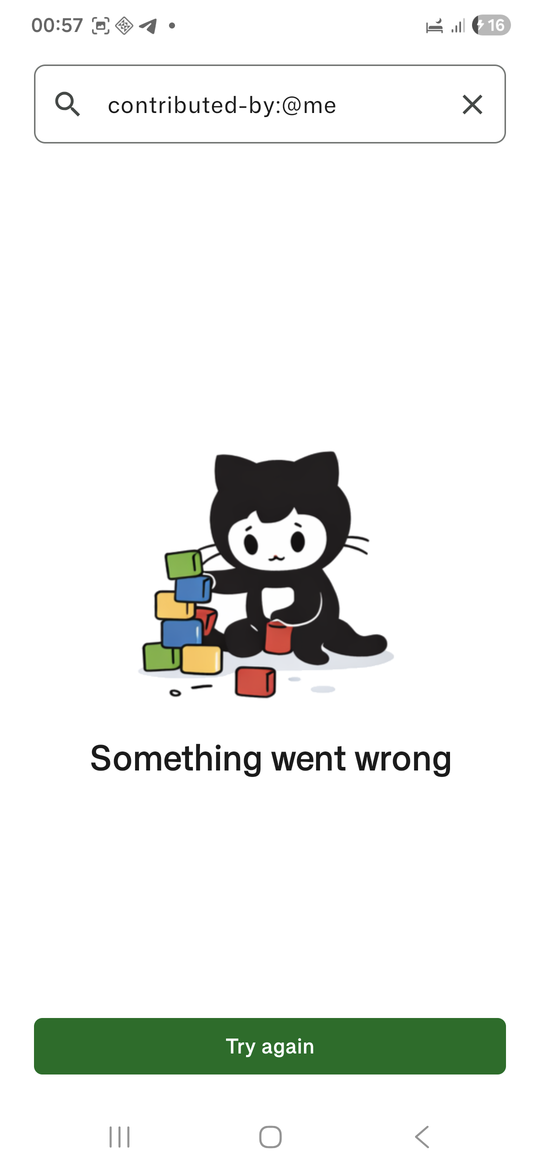 00:57
16
contributed-by:@me
Something went wrong
Try again